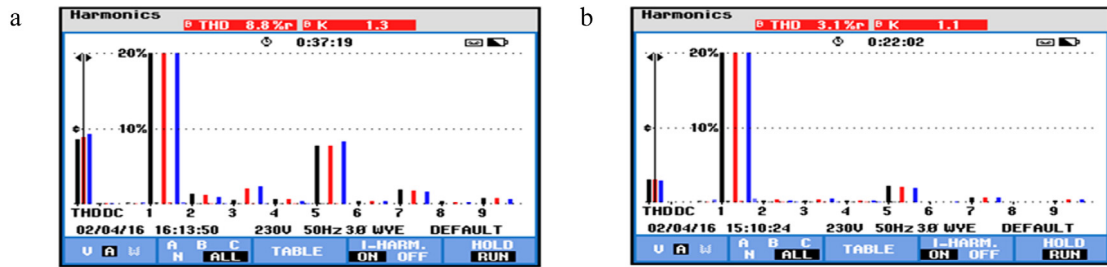 a
Harmonics
THD 8.8%r K 1.3
0:37:19
20%
10%
THDDC 1 2 3 4 5 6 7 8 9
02/04/16 16:13:50 230V 50Hz 3Ø WYE DEFAULT
V A W A B C N ALL TABLE I-HARM. ON OFF HOLD RUN
b
Harmonics
THD 3.1%r K 1.1
0:22:02
20%
10%
THDDC 1 2 3 4 5 6 7 8 9
02/04/16 15:10:24 230V 50Hz 3Ø WYE DEFAULT
V A W A B C N ALL TABLE I-HARM. ON OFF HOLD RUN